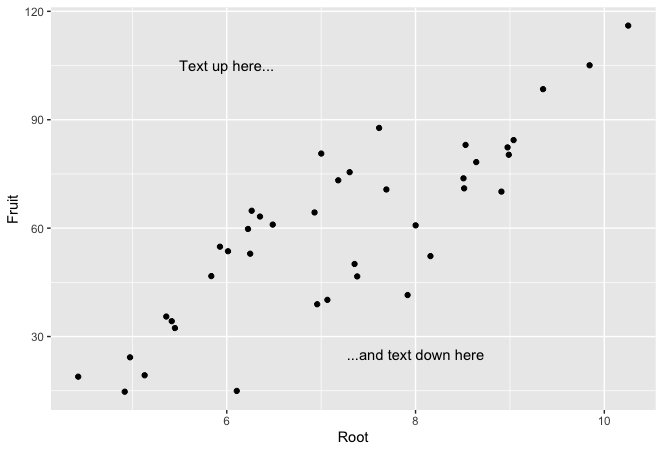 120
Text up here...
90
Fruit
60
30
...and text down here
6 8 10
Root